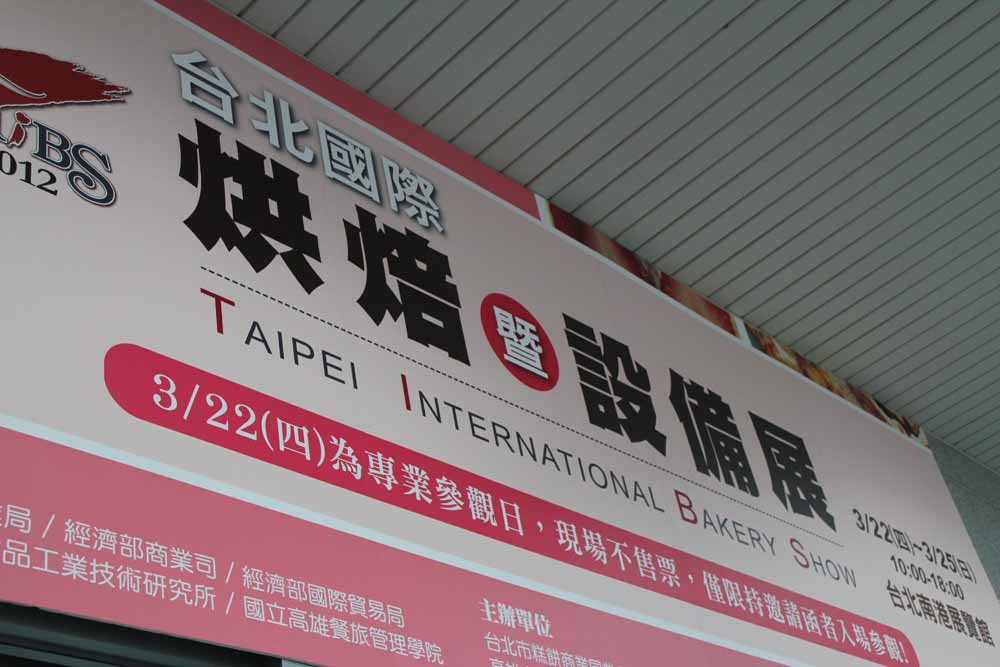 iBS
012
台北國際
烘焙暨設備展
TAIPEI INTERNATIONAL BAKERY SHOW
3/22(四)為專業參觀日，現場不售票，僅限持邀請函者入場參觀!
3/22(四)~3/25(日)
10:00-18:00
台北南港展覽館
局 / 經濟部商業司 / 經濟部國際貿易局
品工業技術研究所 / 國立高雄餐旅管理學院
主辦單位
台北市糕餅商業同業